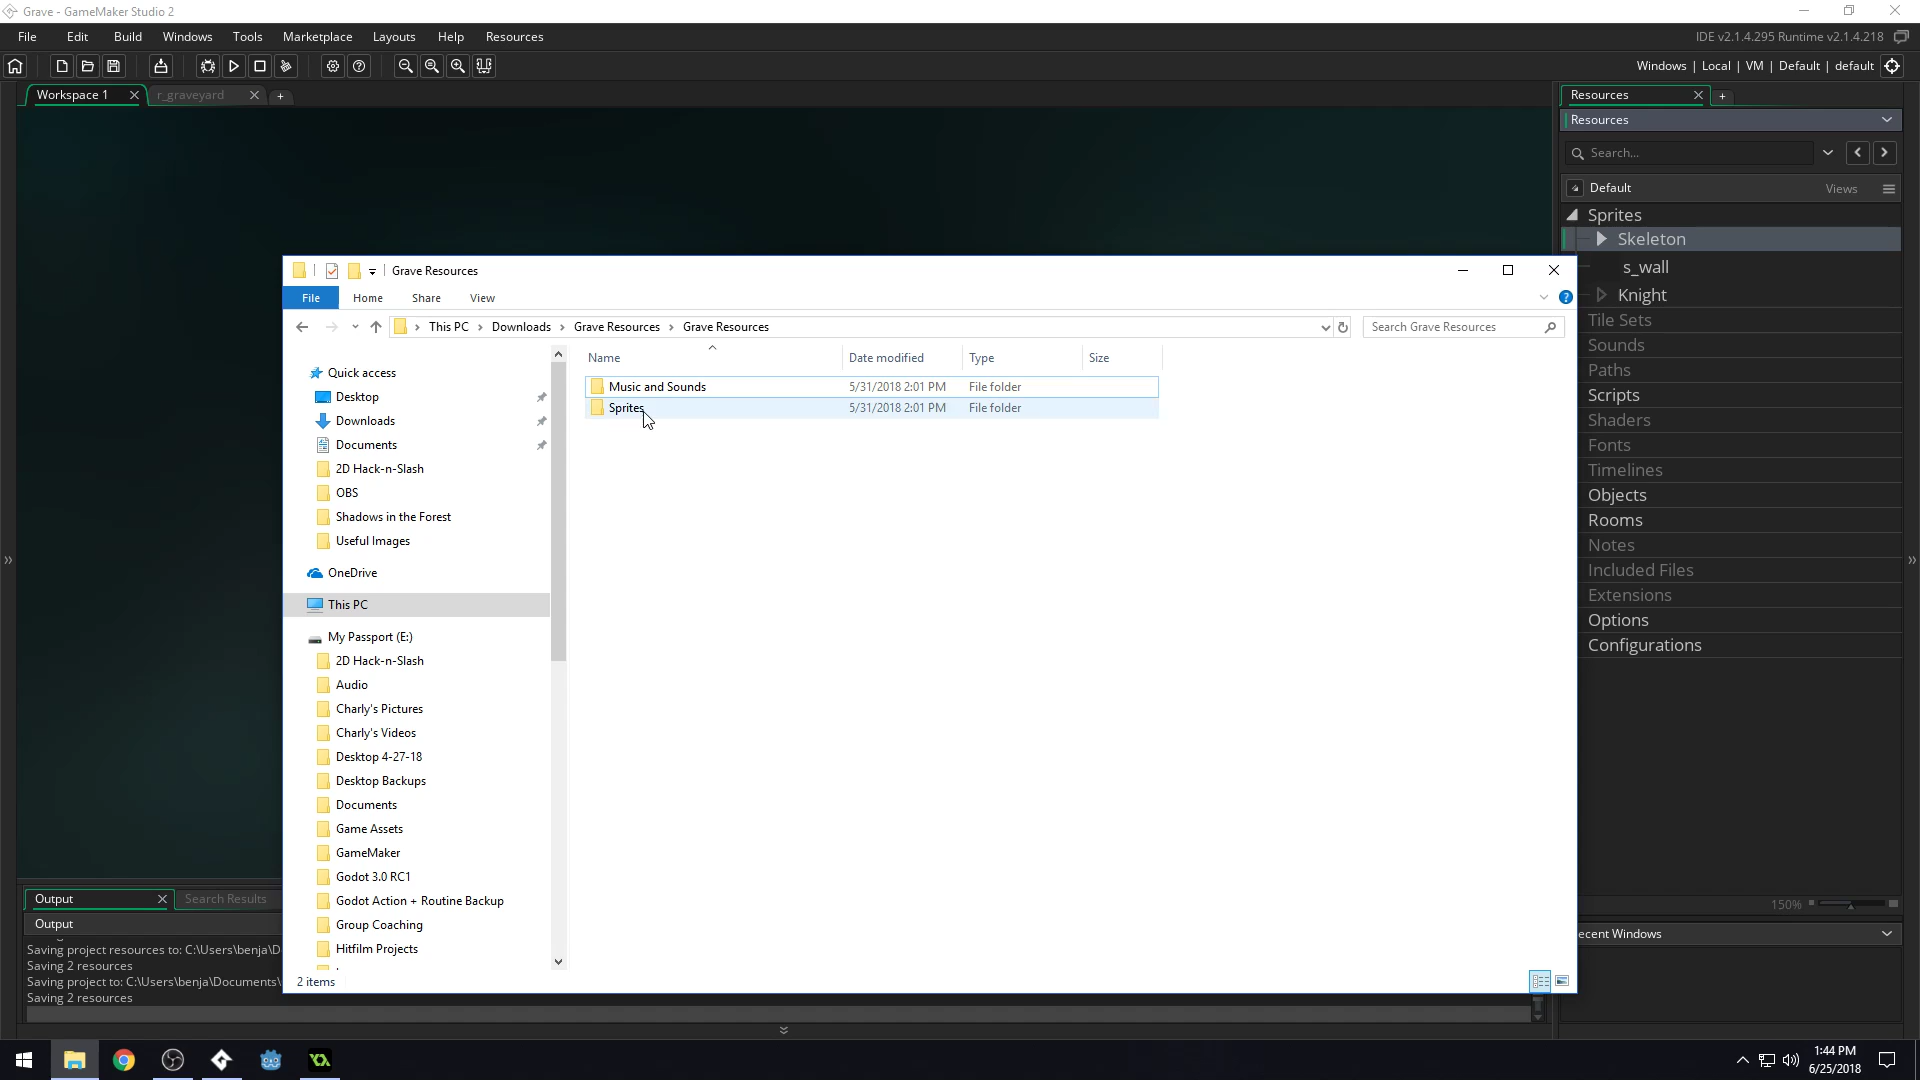 Grave - GameMaker Studio 2
File Edit Build Windows Tools Marketplace Layouts Help Resources
IDE v2.1.4.295 Runtime v2.1.4.218
Windows | Local | VM | Default | default
Workspace 1
r_graveyard
Resources
Resources
Search...
Default
Views
Sprites
Skeleton
s_wall
Knight
Tile Sets
Sounds
Paths
Scripts
Shaders
Fonts
Timelines
Objects
Rooms
Notes
Included Files
Extensions
Options
Configurations
150%
ecent Windows
Grave Resources
File Home Share View
This PC > Downloads > Grave Resources > Grave Resources
Search Grave Resources
Quick access
Desktop
Downloads
Documents
2D Hack-n-Slash
OBS
Shadows in the Forest
Useful Images
OneDrive
This PC
My Passport (E:)
2D Hack-n-Slash
Audio
Charly's Pictures
Charly's Videos
Desktop 4-27-18
Desktop Backups
Documents
Game Assets
GameMaker
Godot 3.0 RC1
Godot Action + Routine Backup
Group Coaching
Hitfilm Projects
Name Date modified Type Size
Music and Sounds 5/31/2018 2:01 PM File folder
Sprites 5/31/2018 2:01 PM File folder
2 items
Output
Search Results
Output
Saving project resources to: C:\Users\benja\D
Saving 2 resources
Saving project to: C:\Users\benja\Documents\
Saving 2 resources
1:44 PM
6/25/2018